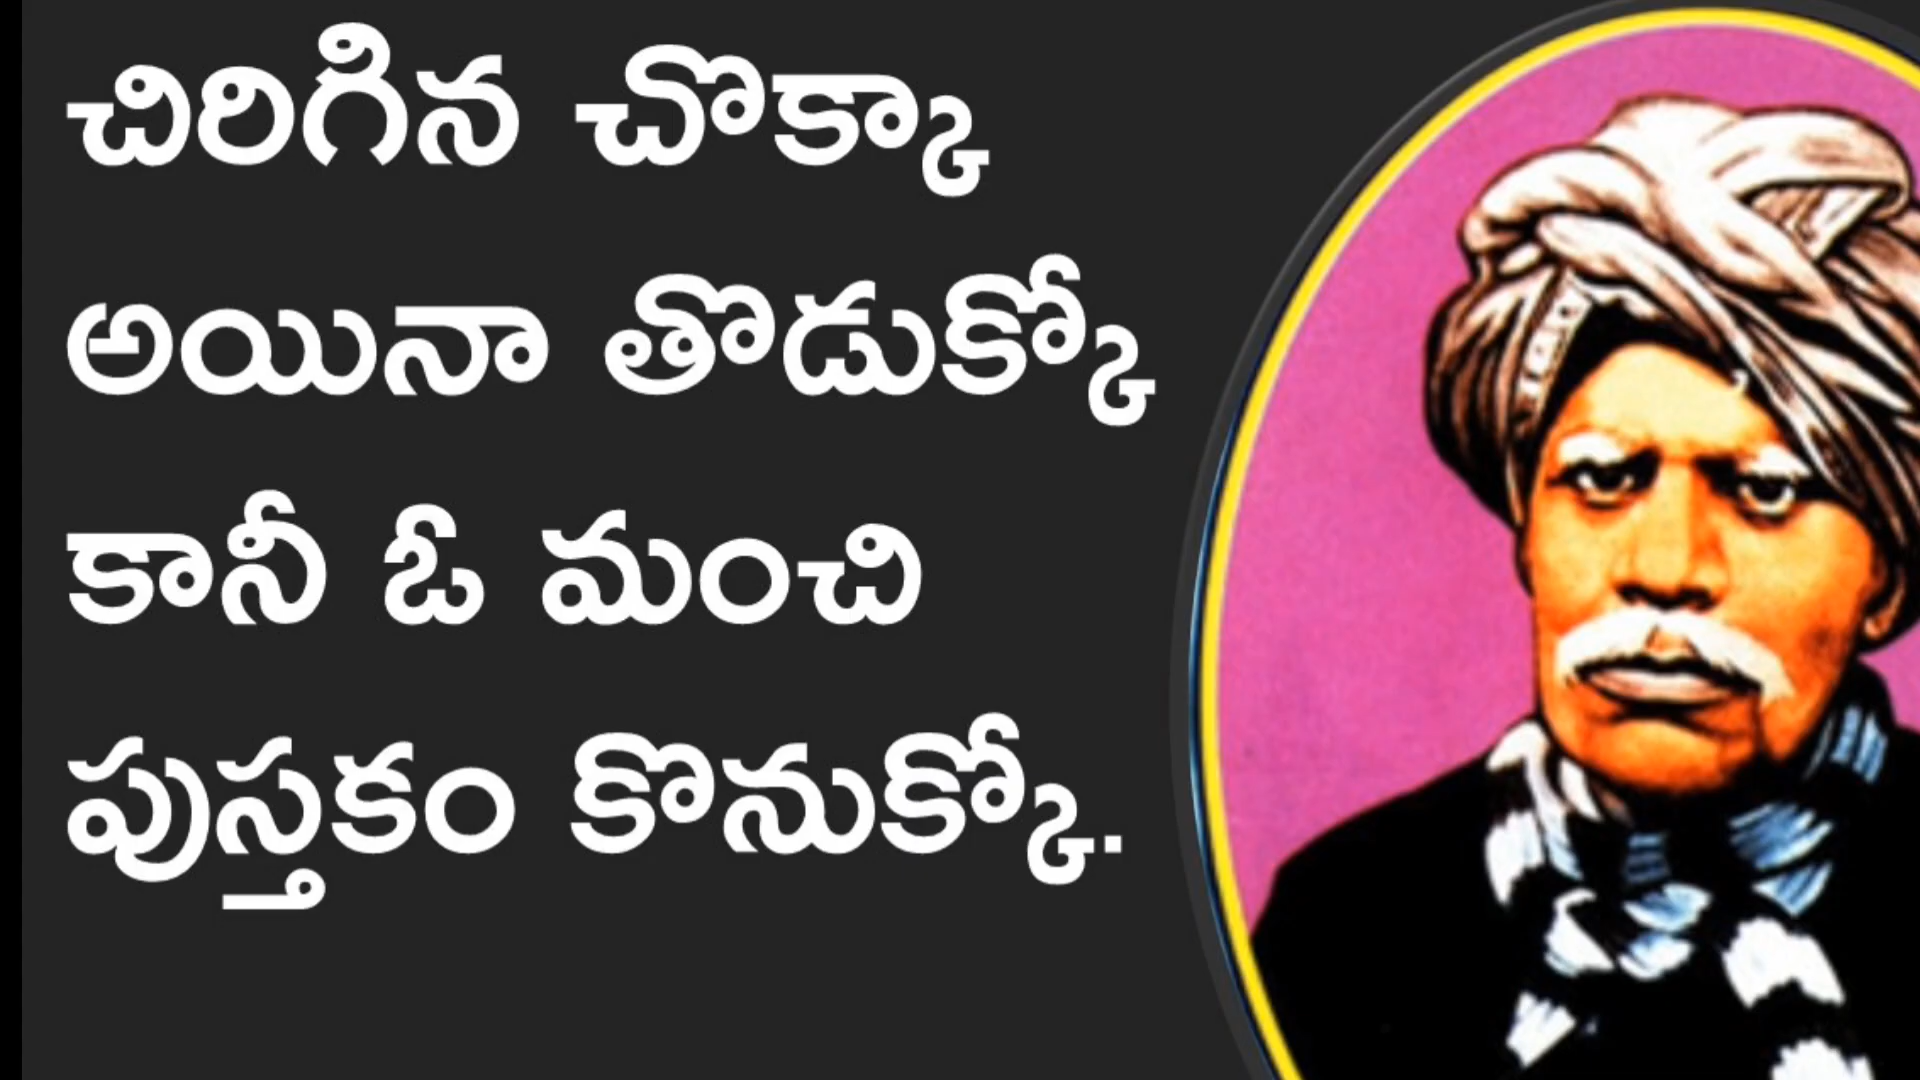 చిరిగిన చొక్కా
అయినా తొడుక్కో
కానీ ఓ మంచి
పుస్తకం కొనుక్కో.